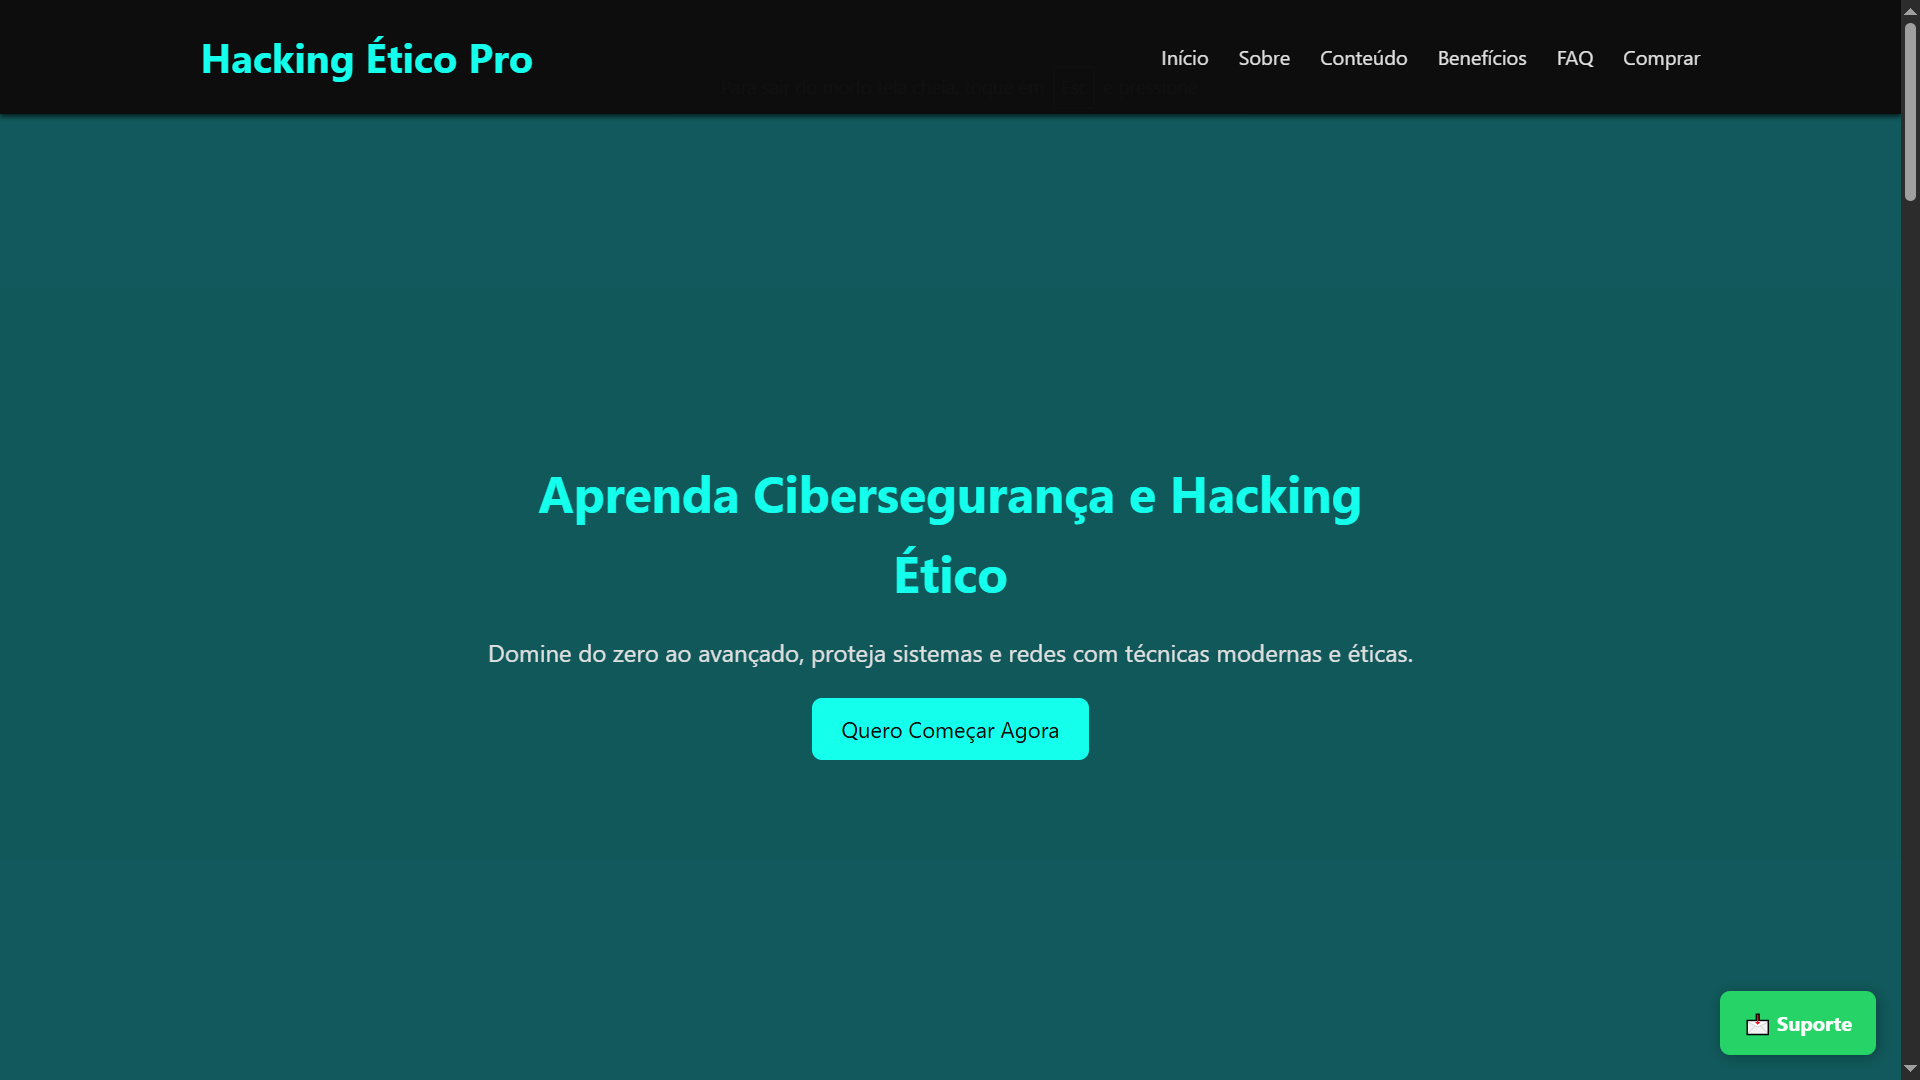 Hacking Ético Pro
Início Sobre Conteúdo Benefícios FAQ Comprar
Aprenda Cibersegurança e Hacking
Ético
Domine do zero ao avançado, proteja sistemas e redes com técnicas modernas e éticas.
Quero Começar Agora
Suporte